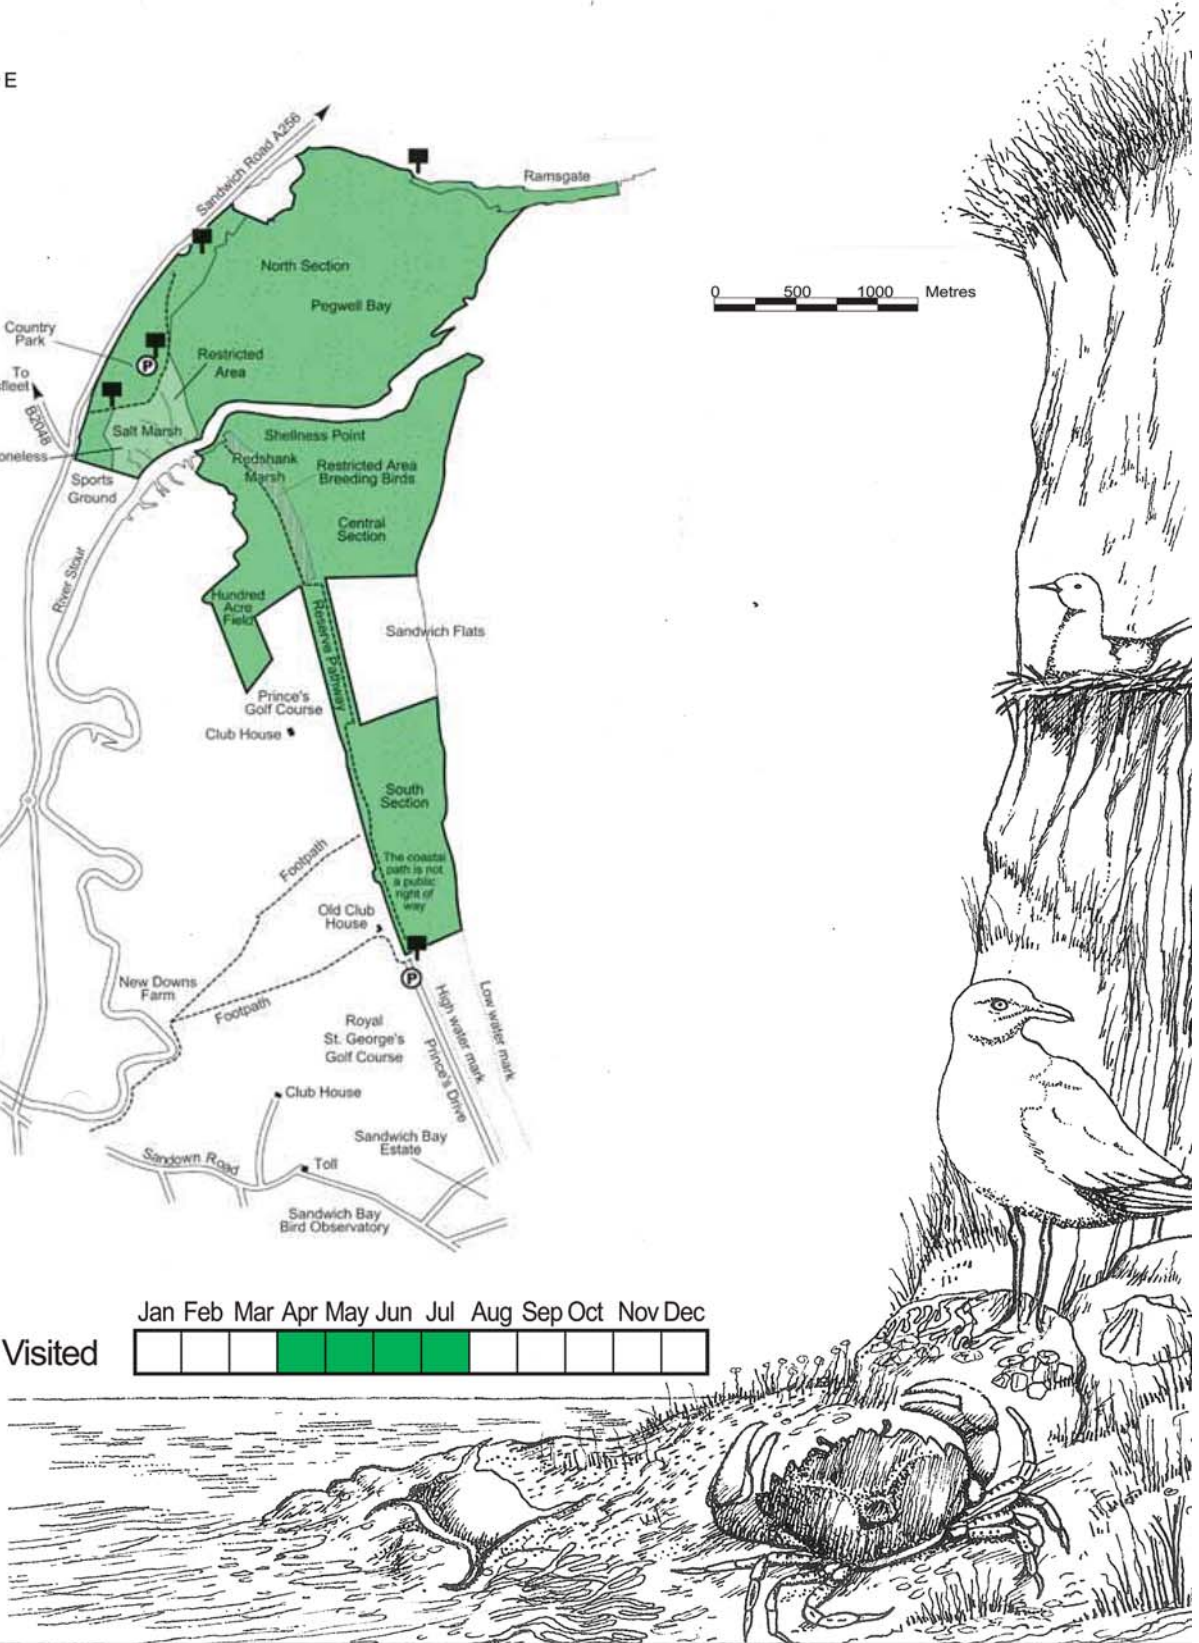 E
Sandwich Road A256
Ramsgate
North Section
Pegwell Bay
0 500 1000 Metres
Country
Park
P
Restricted
Area
To
B2048
Salt Marsh
Shellness Point
Redshank
Marsh
Restricted Area
Breeding Birds
Sports
Ground
Central
Section
River Stour
Hundred
Acre
Field
Reserve Pathway
Sandwich Flats
Prince's
Golf Course
Club House
South
Section
Footpath
The coastal
path is not
a public
right of
way
Old Club
House
New Downs
Farm
Footpath
P
High water mark
Low water mark
Royal
St. George's
Golf Course
Prince's Drive
Club House
Sandwich Bay
Estate
Sandown Road
Toll
Sandwich Bay
Bird Observatory
Jan Feb Mar Apr May Jun Jul Aug Sep Oct Nov Dec
Visited